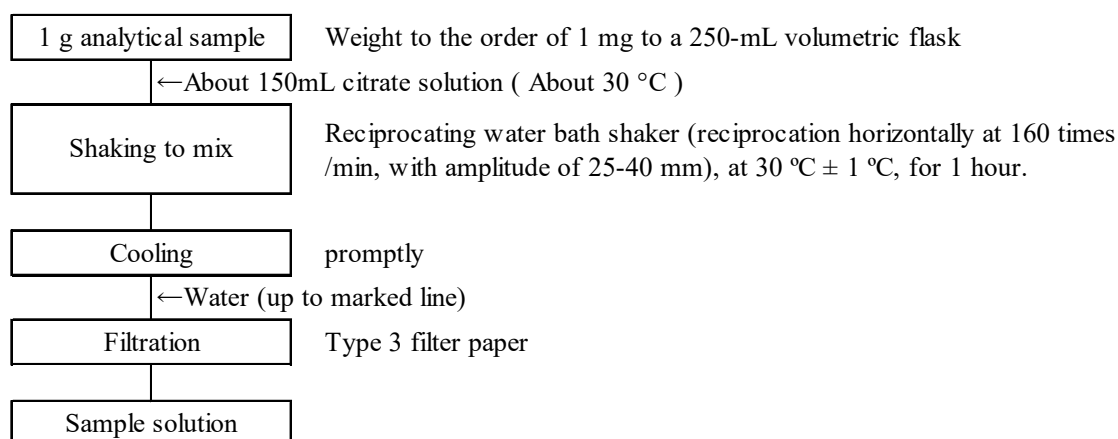 1 g analytical sample
Weight to the order of 1 mg to a 250-mL volumetric flask
←About 150mL citrate solution ( About 30 °C )
Shaking to mix
Reciprocating water bath shaker (reciprocation horizontally at 160 times
/min, with amplitude of 25-40 mm), at 30 ºC ± 1 ºC, for 1 hour.
Cooling
promptly
←Water (up to marked line)
Filtration
Type 3 filter paper
Sample solution